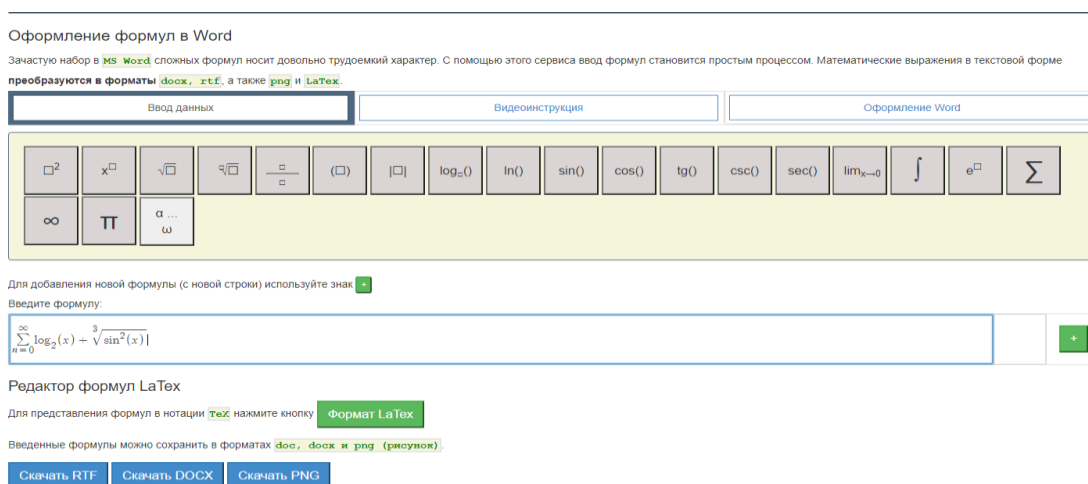 Оформление формул в Word
Зачастую набор в MS Word сложных формул носит довольно трудоемкий характер. С помощью этого сервиса ввод формул становится простым процессом. Математические выражения в текстовой форме
преобразуются в форматы docx, rtf, а также png и LaTex.
Ввод данных Видеоинструкция Оформление Word
□² x^□ √□ □√□ □/□ (□) |□| log□() ln() sin() cos() tg() csc() sec() lim x→0 ∫ e^□ ∑
∞ π α ...
ω
Для добавления новой формулы (с новой строки) используйте знак +
Введите формулу:
∑_{n=0}^{∞} log₂(x) + ∛sin²(x) +
Редактор формул LaTex
Для представления формул в нотации TeX нажмите кнопку Формат LaTex
Введенные формулы можно сохранить в форматах doc, docx и png (рисунок).
Скачать RTF Скачать DOCX Скачать PNG